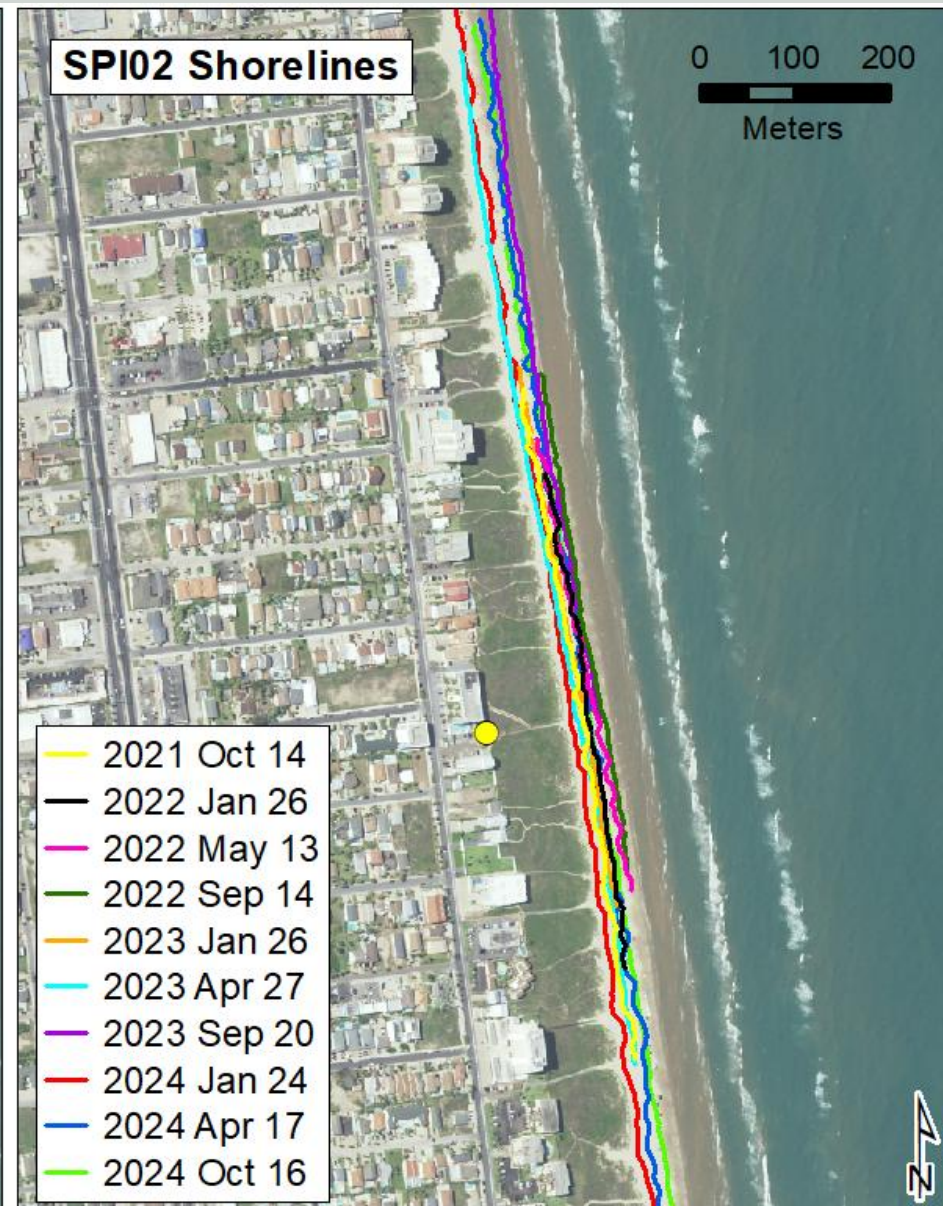 SPI02 Shorelines
0 100 200
Meters
2021 Oct 14
2022 Jan 26
2022 May 13
2022 Sep 14
2023 Jan 26
2023 Apr 27
2023 Sep 20
2024 Jan 24
2024 Apr 17
2024 Oct 16
N